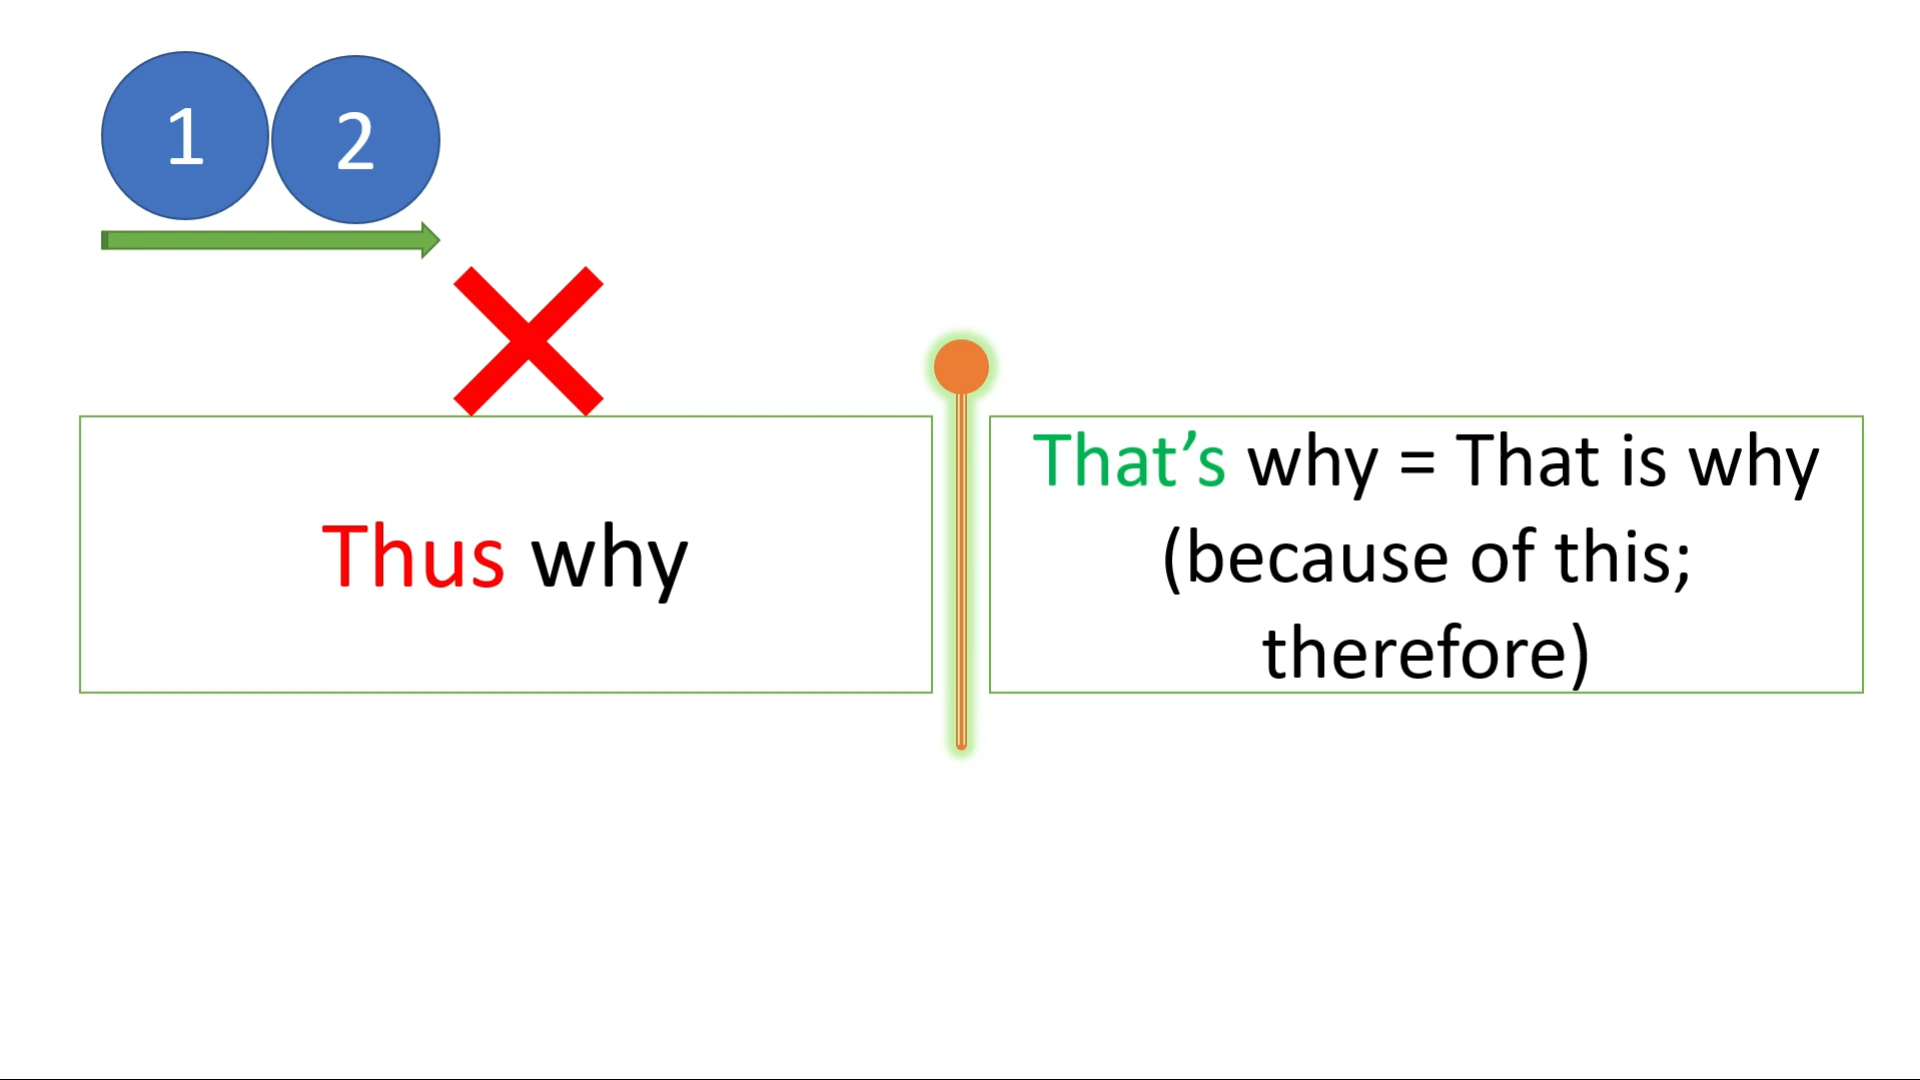 1 2
Thus why
That’s why = That is why
(because of this;
therefore)